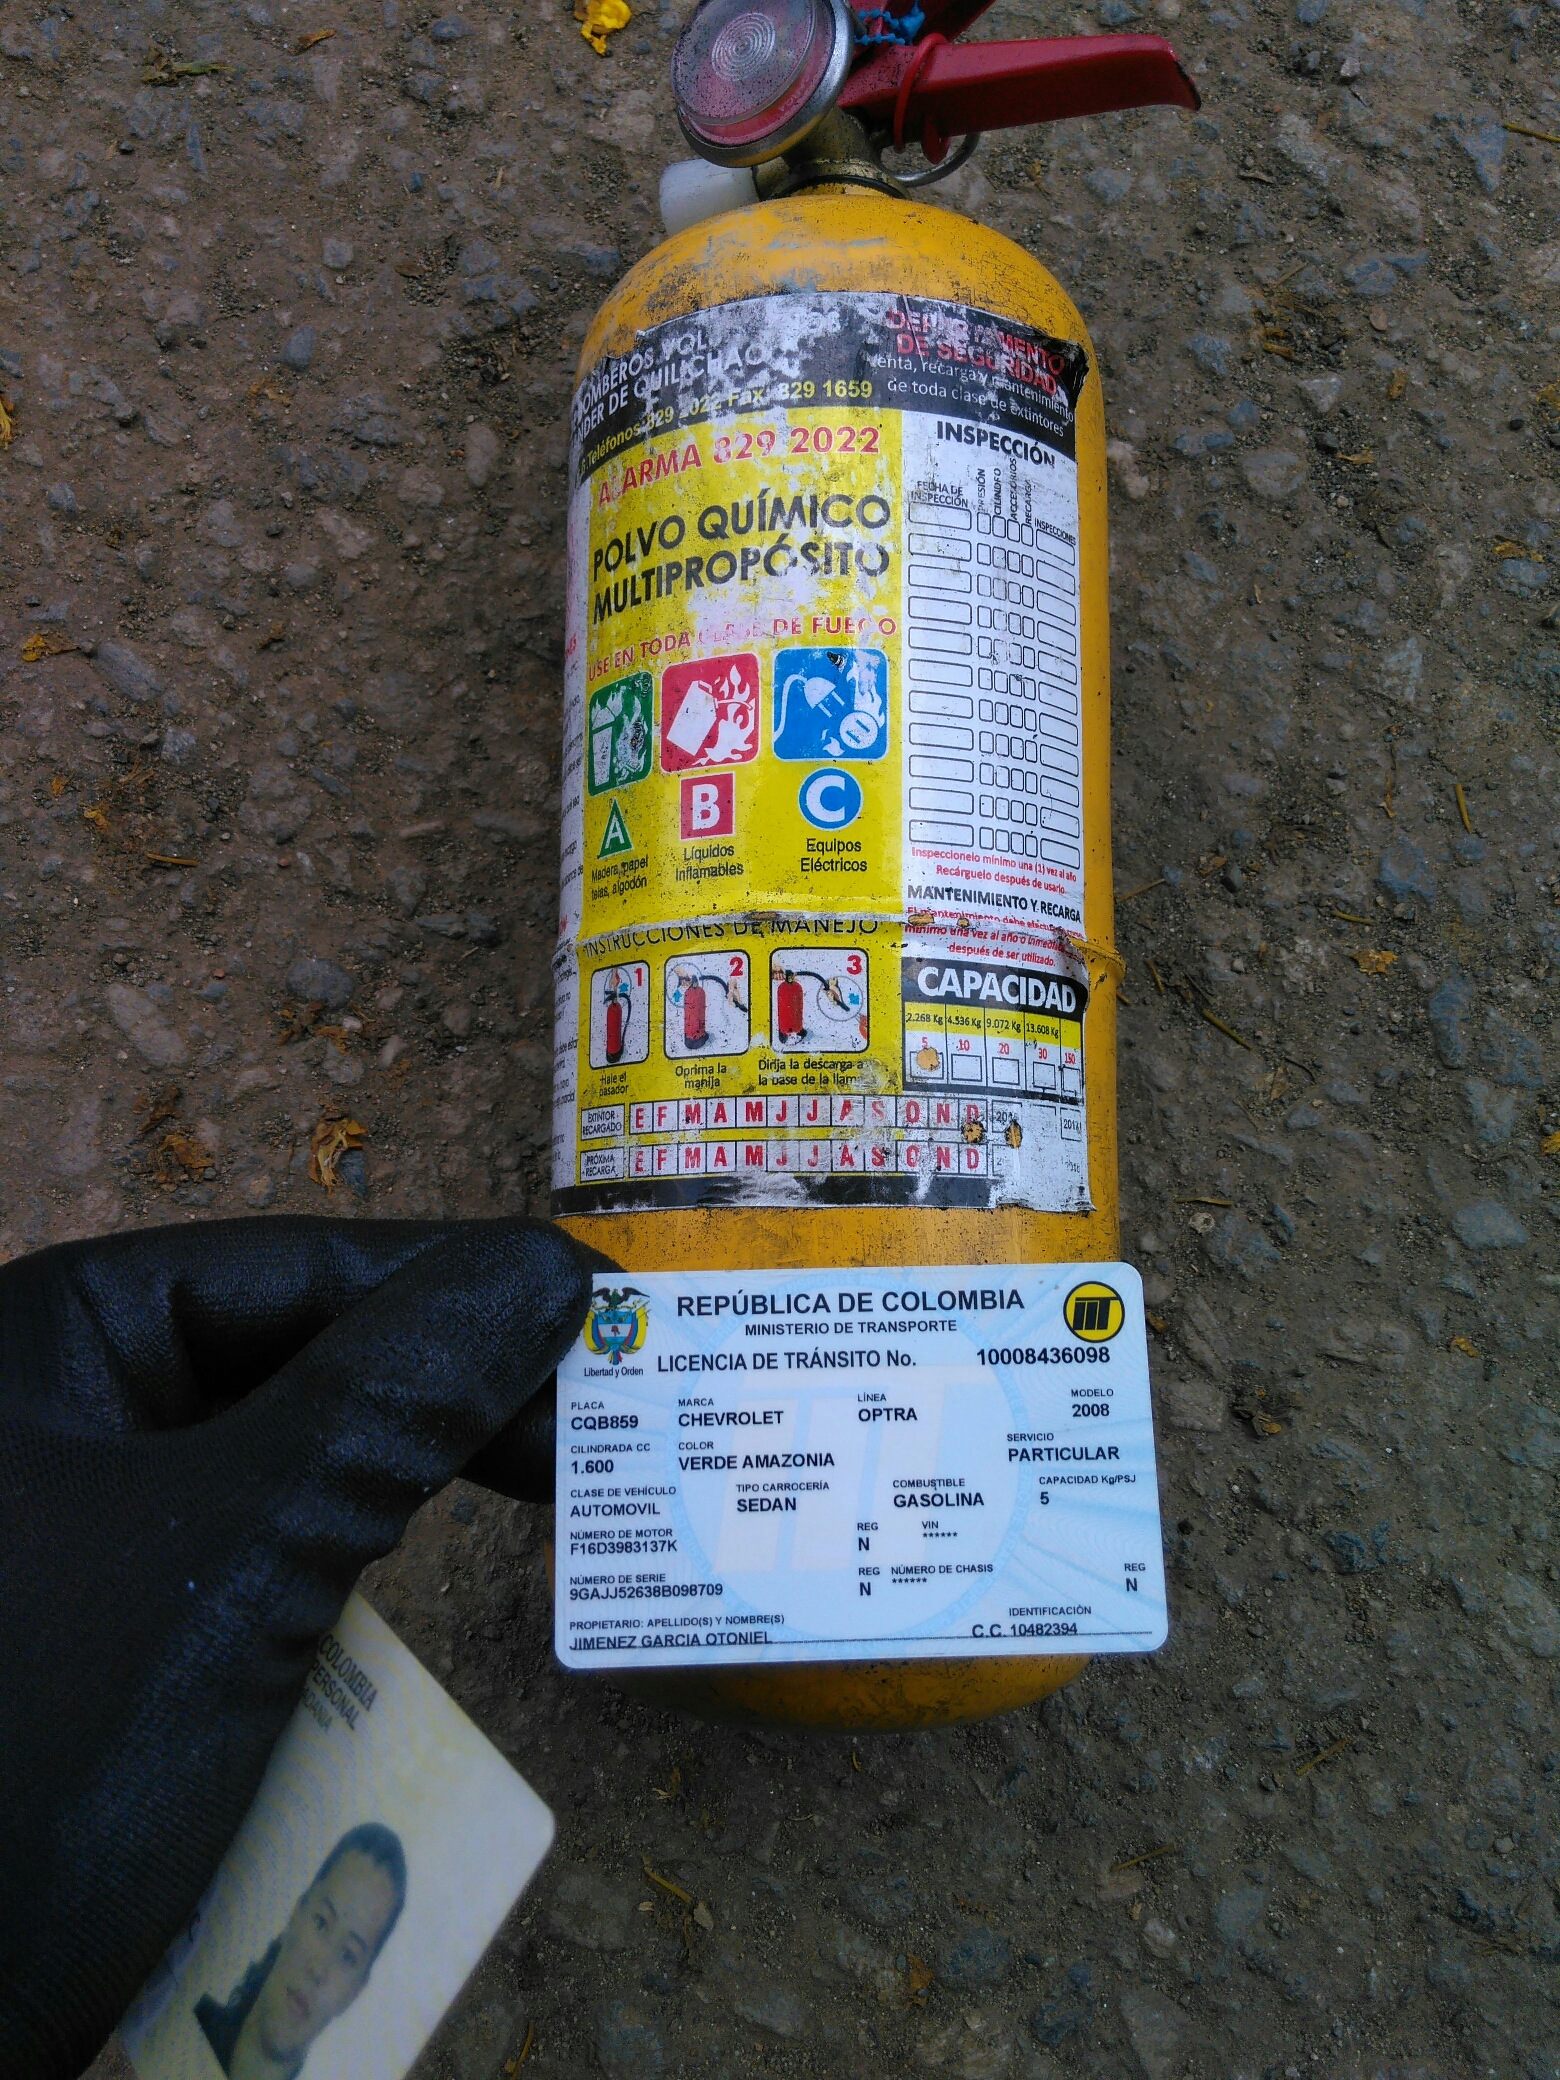 BOMBEROS VOL
DE QUILICHAO
Teléfonos 829 2022 Fax: 829 1659
ALARMA 829 2022
POLVO QUÍMICO
MULTIPROPÓSITO
USE EN TODA CLASE DE FUEGO
A
B
C
Madera, papel
telas, algodón
Líquidos
Inflamables
Equipos
Eléctricos
INSTRUCCIONES DE MANEJO
1
2
3
Hale el
pasador
Oprima la
manija
Dirija la descarga a
la base de la llama
EXTINTOR
RECARGADO
E F M A M J J A S O N D
PRÓXIMA
RECARGA
E F M A M J J A S O N D
DEPARTAMENTO
DE SEGURIDAD
venta, recarga y mantenimiento
de toda clase de extintores
INSPECCIÓN
FECHA DE
INSPECCIÓN
PRESIÓN
CILINDRO
ACCESORIOS
RECARGA
INSPECCIONES
Inspeccionelo mínimo una (1) vez al año
Recárguelo después de usarlo
MANTENIMIENTO Y RECARGA
El mantenimiento debe
mínimo una vez al año o
después de ser utilizado.
CAPACIDAD
2.268 Kg 4.536 Kg 9.072 Kg 13.608 Kg
5 10 20 30 150
REPÚBLICA DE COLOMBIA
MINISTERIO DE TRANSPORTE
Libertad y Orden
LICENCIA DE TRÁNSITO No. 10008436098
PLACA MARCA LÍNEA MODELO
CQB859 CHEVROLET OPTRA 2008
CILINDRADA CC COLOR SERVICIO
1.600 VERDE AMAZONIA PARTICULAR
CLASE DE VEHÍCULO TIPO CARROCERÍA COMBUSTIBLE CAPACIDAD Kg/PSJ
AUTOMOVIL SEDAN GASOLINA 5
NÚMERO DE MOTOR REG VIN
F16D3983137K N ******
NÚMERO DE SERIE REG NÚMERO DE CHASIS REG
9GAJJ52638B098709 N ****** N
PROPIETARIO: APELLIDO(S) Y NOMBRE(S) IDENTIFICACIÓN
JIMENEZ GARCIA OTONIEL C.C. 10482394
COLOMBIA
PERSONAL